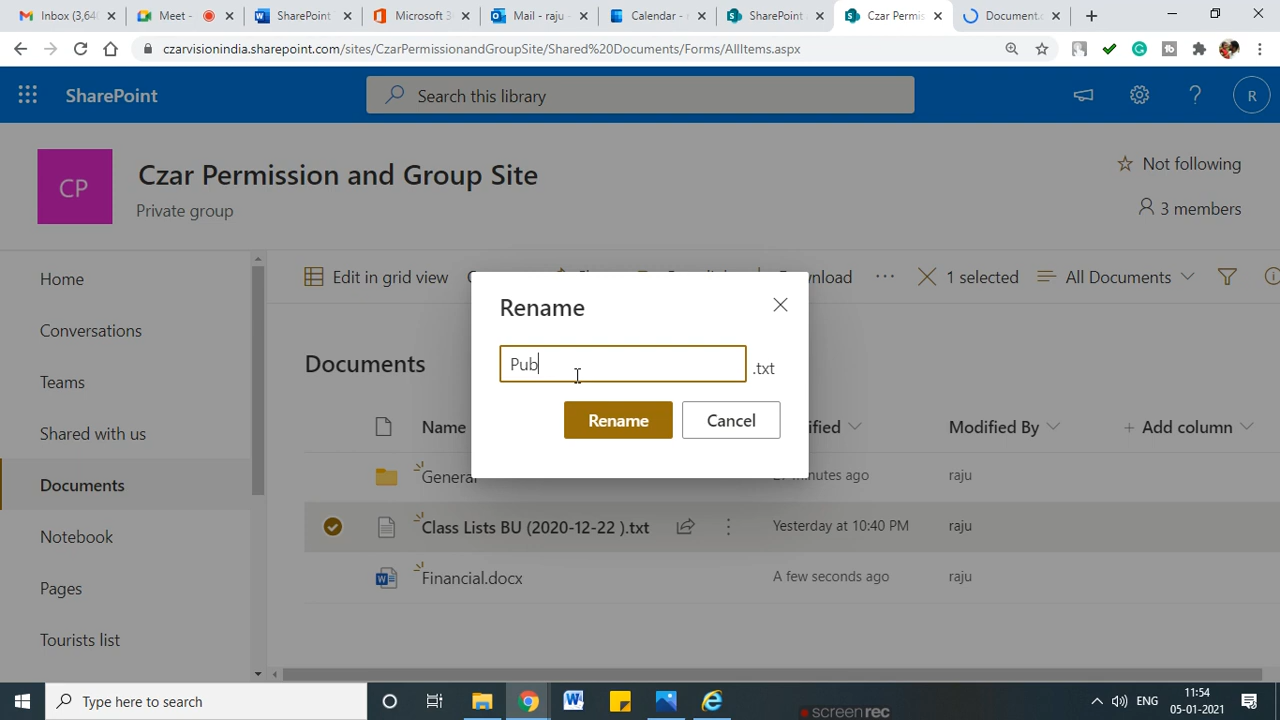 Inbox (3,64
Meet -
SharePoint
Microsoft 3
Mail - raju
Calendar -
SharePoint
Czar Permis
Document.c
czarvisionindia.sharepoint.com/sites/CzarPermissionandGroupSite/Shared%20Documents/Forms/AllItems.aspx
SharePoint
Search this library
?
R
CP
Czar Permission and Group Site
Private group
Not following
3 members
Home
Conversations
Teams
Shared with us
Documents
Notebook
Pages
Tourists list
Edit in grid view
wnload
1 selected
All Documents
Documents
Rename
Pub
.txt
Rename
Cancel
Name
ified
Modified By
+ Add column
General
minutes ago
raju
Class Lists BU (2020-12-22 ).txt
Yesterday at 10:40 PM
raju
Financial.docx
A few seconds ago
raju
Type here to search
ENG
11:54
05-01-2021
screenrec